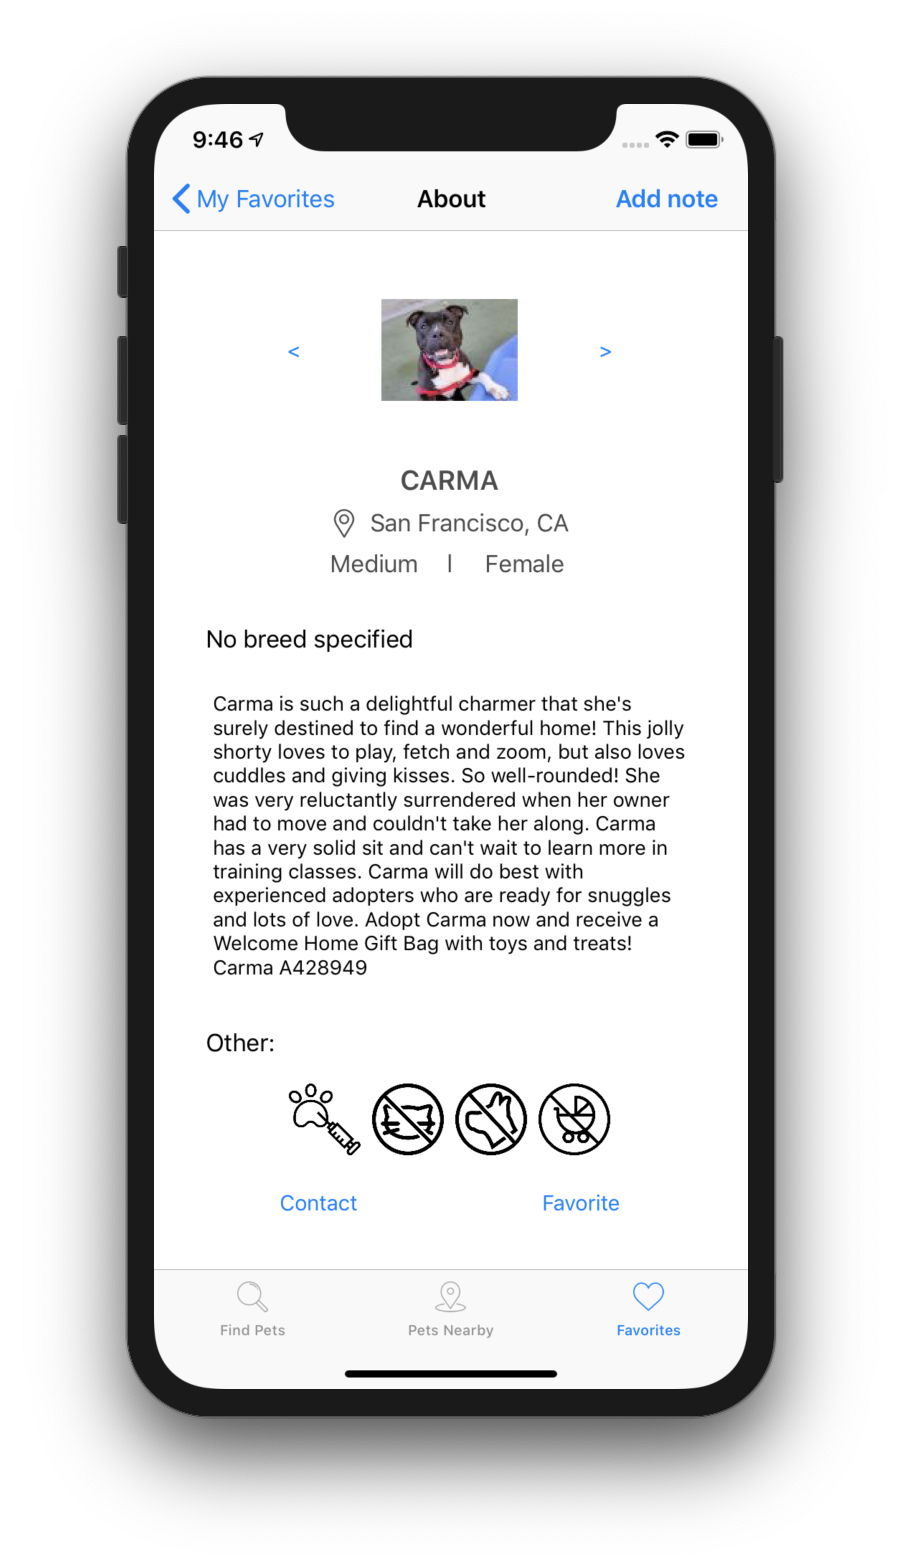 9:46
My Favorites About Add note
< >
CARMA
San Francisco, CA
Medium | Female
No breed specified
Carma is such a delightful charmer that she's
surely destined to find a wonderful home! This jolly
shorty loves to play, fetch and zoom, but also loves
cuddles and giving kisses. So well-rounded! She
was very reluctantly surrendered when her owner
had to move and couldn't take her along. Carma
has a very solid sit and can't wait to learn more in
training classes. Carma will do best with
experienced adopters who are ready for snuggles
and lots of love. Adopt Carma now and receive a
Welcome Home Gift Bag with toys and treats!
Carma A428949
Other:
Contact Favorite
Find Pets Pets Nearby Favorites